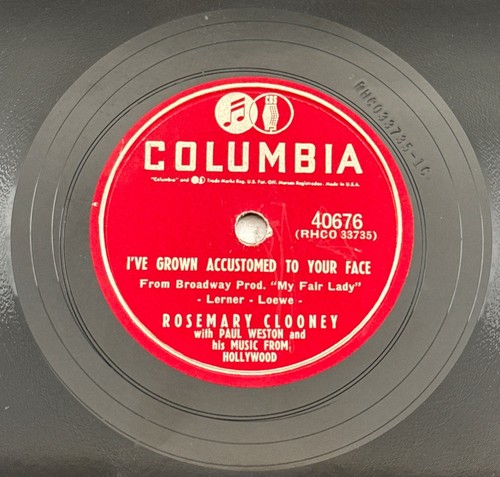 CBS
COLUMBIA
"Columbia" and Trade Marks Reg. U.S. Pat. Off. Marcas Registradas. Made in U.S.A.
40676
(RHCO 33735)
I'VE GROWN ACCUSTOMED TO YOUR FACE
From Broadway Prod. "My Fair Lady"
- Lerner - Loewe -
ROSEMARY CLOONEY
with PAUL WESTON and
his MUSIC FROM
HOLLYWOOD
RHCO33735-1C